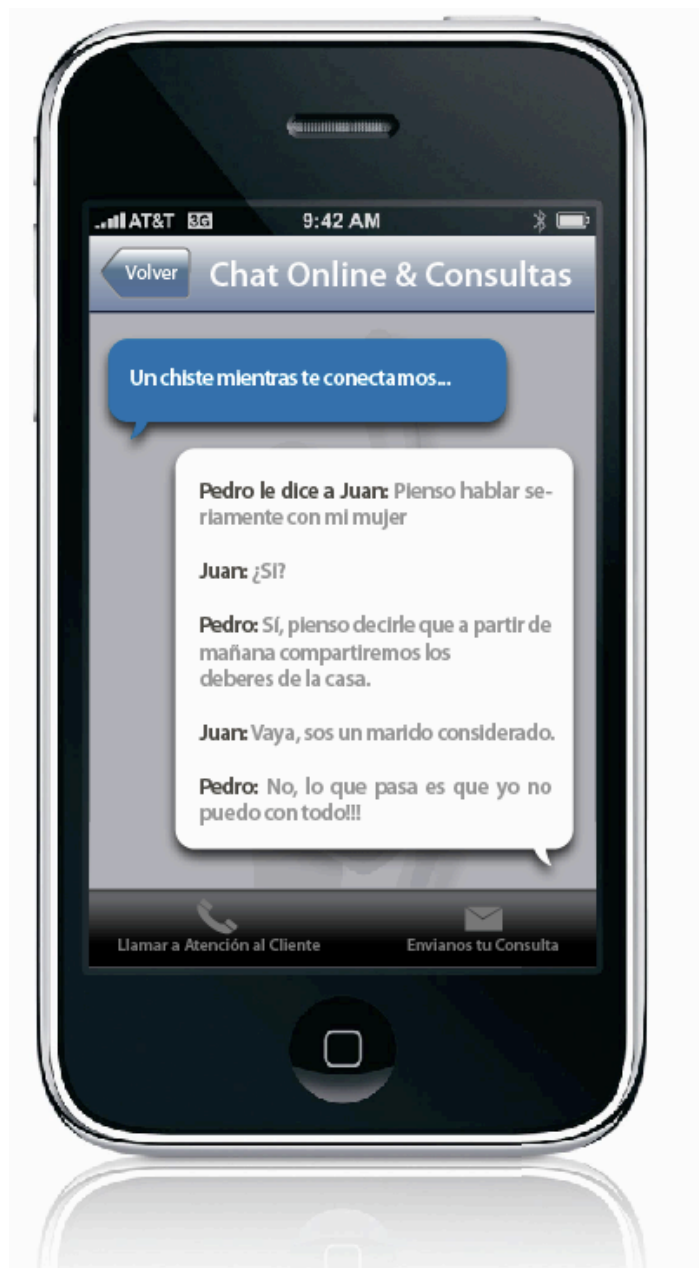 AT&T 3G 9:42 AM
Volver Chat Online & Consultas
Un chiste mientras te conectamos...
Pedro le dice a Juan: Pienso hablar se-
riamente con mi mujer
Juan: ¿Sí?
Pedro: Sí, pienso decirle que a partir de
mañana compartiremos los
deberes de la casa.
Juan: Vaya, sos un marido considerado.
Pedro: No, lo que pasa es que yo no
puedo con todo!!!
Llamar a Atención al Cliente Envianos tu Consulta